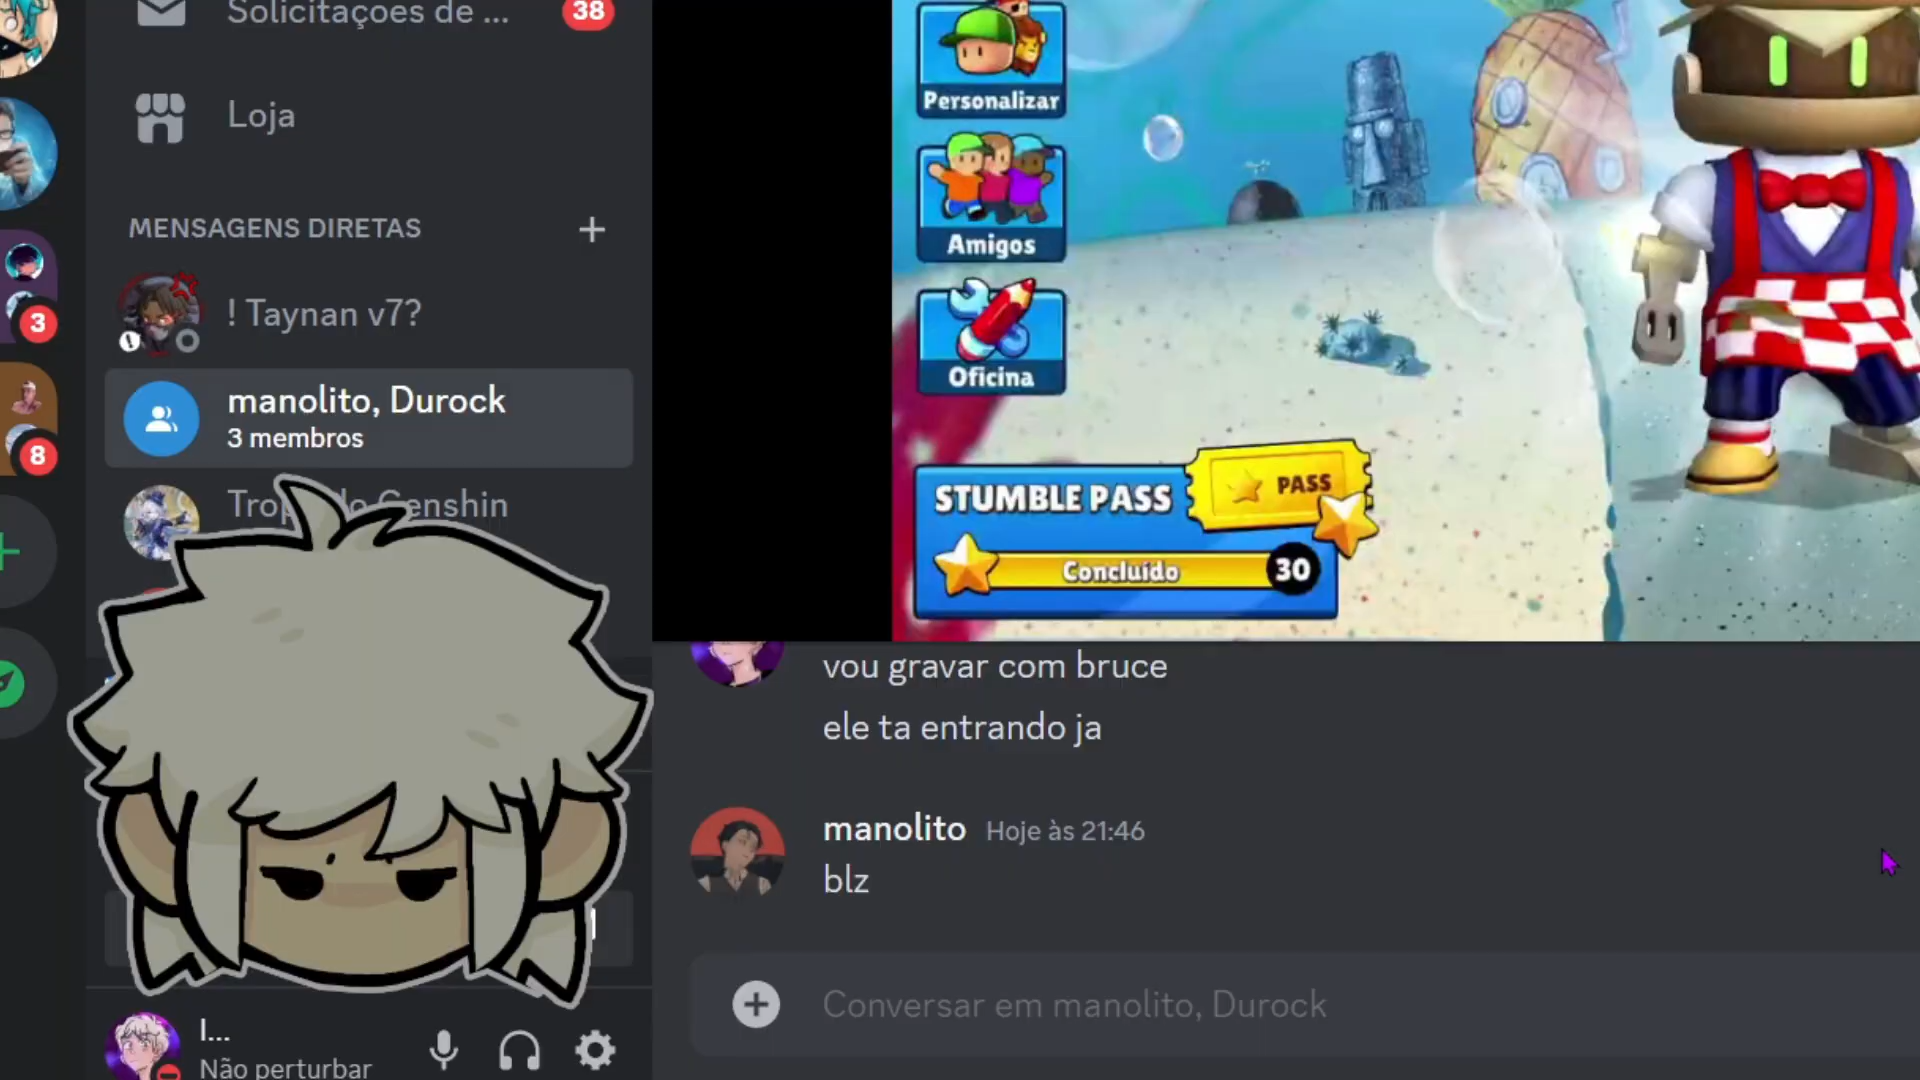 Solicitações de ...
38
Loja
MENSAGENS DIRETAS
3
! Taynan v7?
manolito, Durock
3 membros
8
Genshin
Personalizar
Amigos
Oficina
STUMBLE PASS
PASS
Concluído
30
vou gravar com bruce
ele ta entrando ja
manolito Hoje às 21:46
blz
Conversar em manolito, Durock
I...
Não perturbar